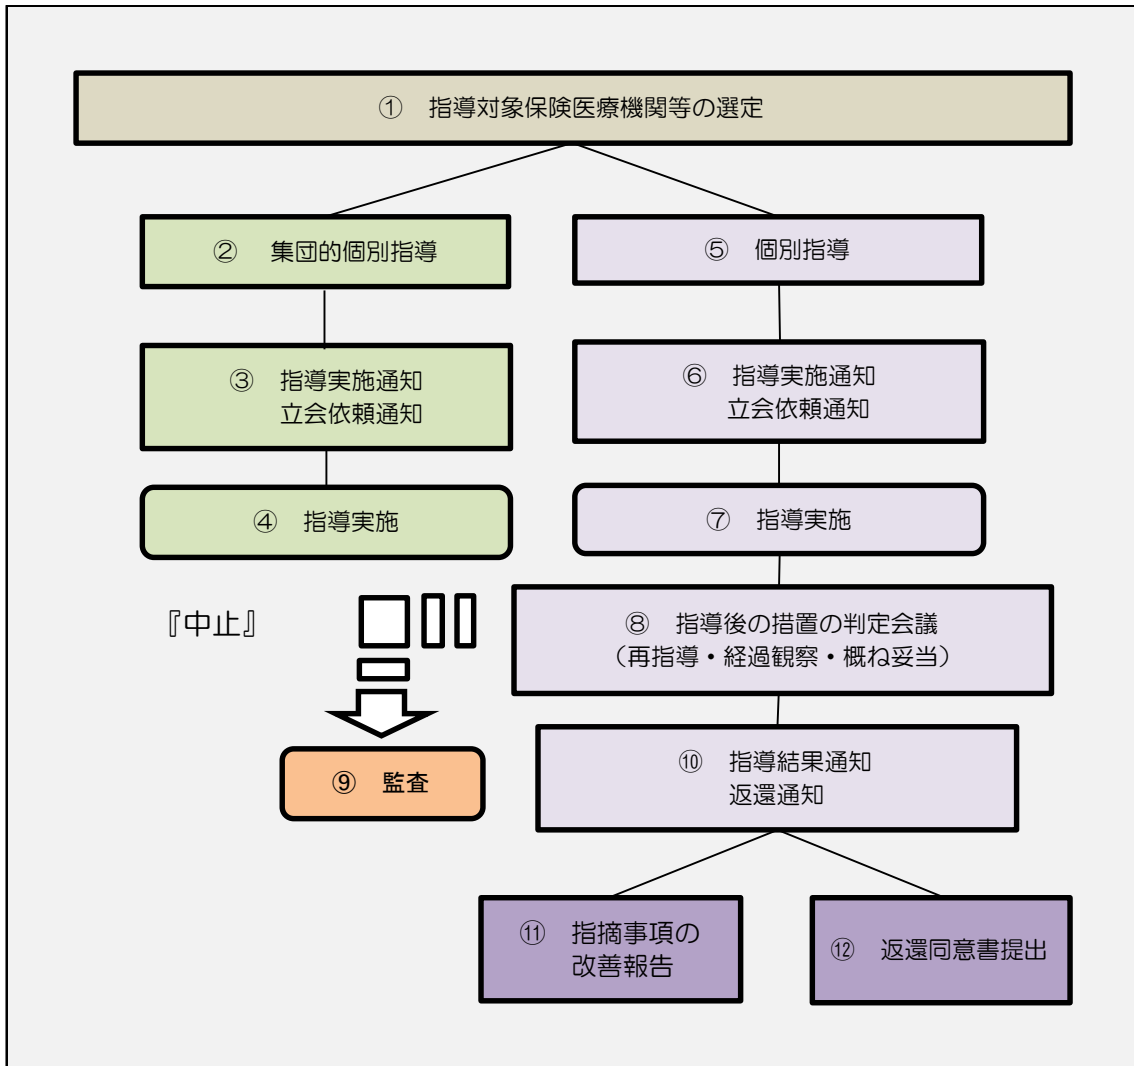 ① 指導対象保険医療機関等の選定
② 集団的個別指導
⑤ 個別指導
③ 指導実施通知
立会依頼通知
⑥ 指導実施通知
立会依頼通知
④ 指導実施
⑦ 指導実施
『中止』
⑧ 指導後の措置の判定会議
（再指導・経過観察・概ね妥当）
⑨ 監査
⑩ 指導結果通知
返還通知
⑪ 指摘事項の
改善報告
⑫ 返還同意書提出